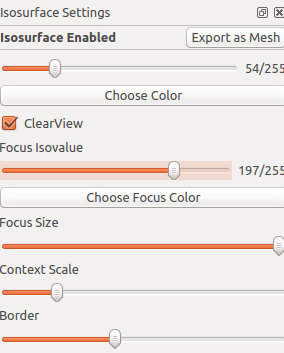 Isosurface Settings
Isosurface Enabled Export as Mesh
54/255
Choose Color
ClearView
Focus Isovalue
197/255
Choose Focus Color
Focus Size
Context Scale
Border